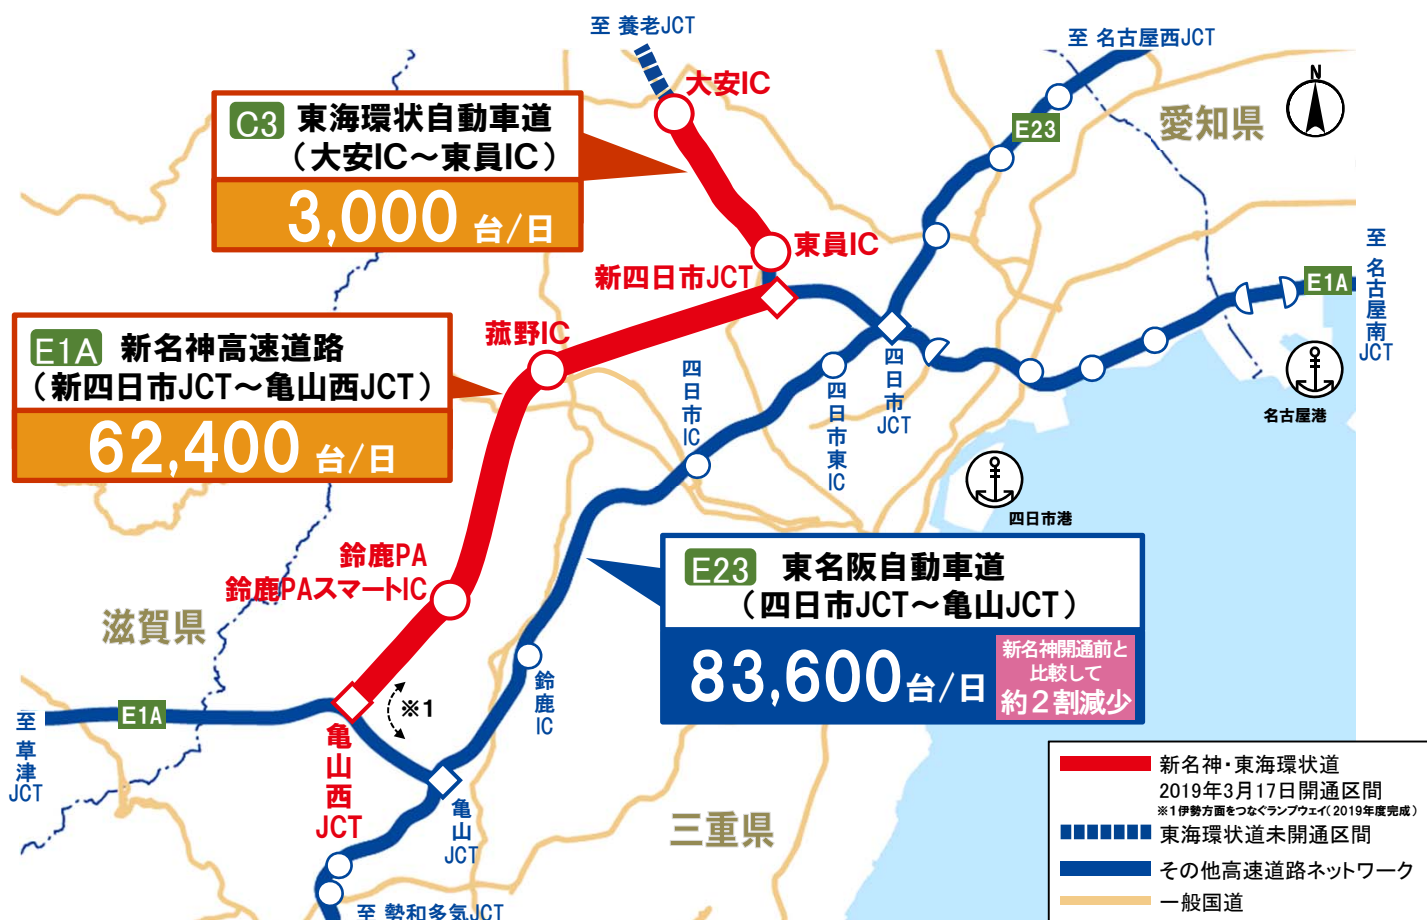 至 養老JCT
至 名古屋西JCT
大安IC
N
C3 東海環状自動車道
（大安IC～東員IC）
3,000 台/日
E23
愛知県
東員IC
新四日市JCT
至 名古屋南JCT
E1A
E1A 新名神高速道路
（新四日市JCT～亀山西JCT）
62,400 台/日
菰野IC
四日市IC
四日市東IC
四日市JCT
名古屋港
四日市港
鈴鹿PA
鈴鹿PAスマートIC
E23 東名阪自動車道
（四日市JCT～亀山JCT）
83,600台/日
新名神開通前と
比較して
約2割減少
滋賀県
鈴鹿IC
※1
E1A
至 草津JCT
亀山西JCT
亀山JCT
三重県
至 勢和多気JCT
新名神・東海環状道
2019年3月17日開通区間
※1伊勢方面をつなぐランプウェイ（2019年度完成）
東海環状道未開通区間
その他高速道路ネットワーク
一般国道